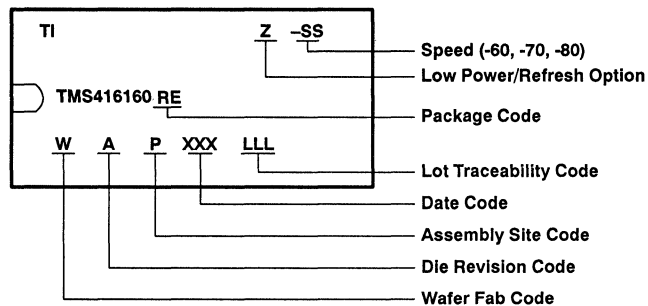 TI Z –SS
Speed (-60, -70, -80)
Low Power/Refresh Option
TMS416160 RE
Package Code
W A P XXX LLL
Lot Traceability Code
Date Code
Assembly Site Code
Die Revision Code
Wafer Fab Code